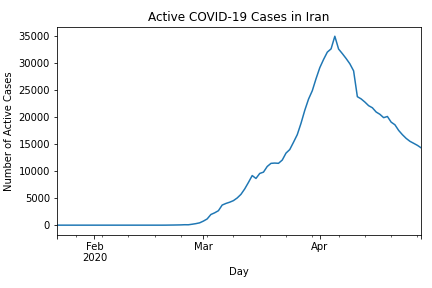 Active COVID-19 Cases in Iran
35000
30000
25000
20000
15000
10000
5000
0
Number of Active Cases
Feb
2020
Mar
Apr
Day